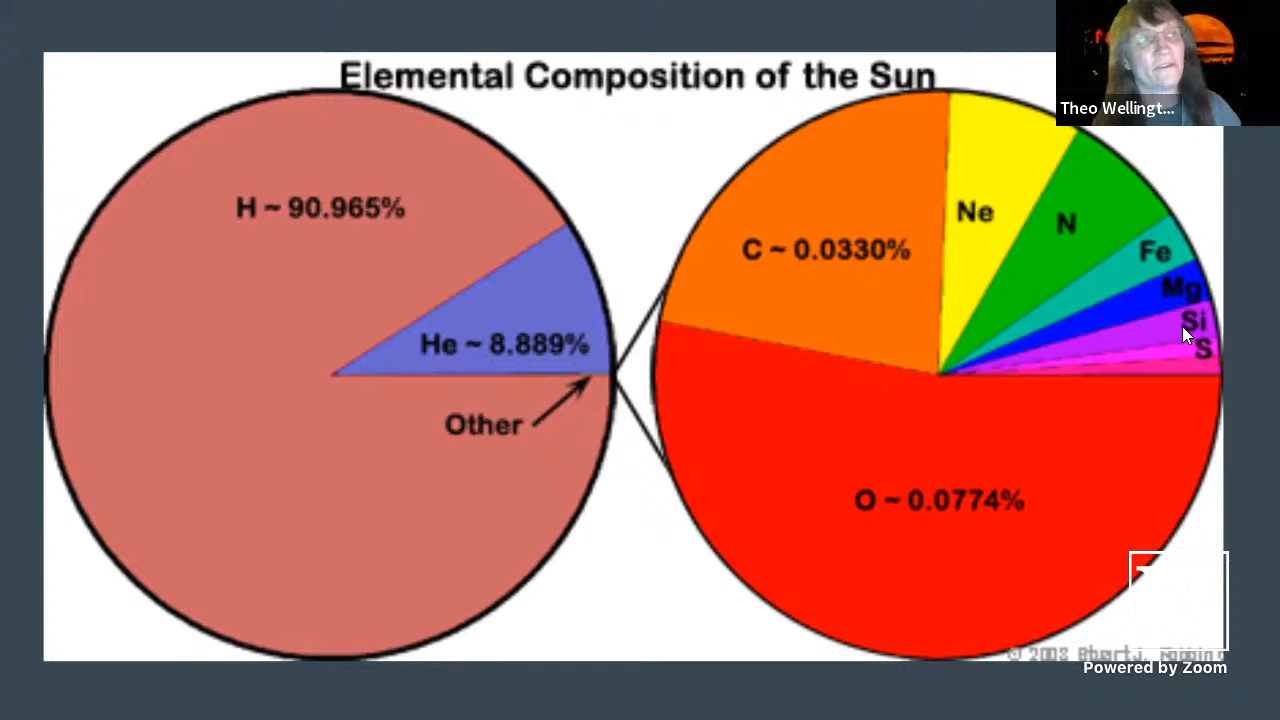 Elemental Composition of the Sun
Theo Wellingt...
H ~ 90.965%
He ~ 8.889%
Other
C ~ 0.0330%
Ne
N
Fe
Mg
Si
S
O ~ 0.0774%
© 2008
Powered by Zoom